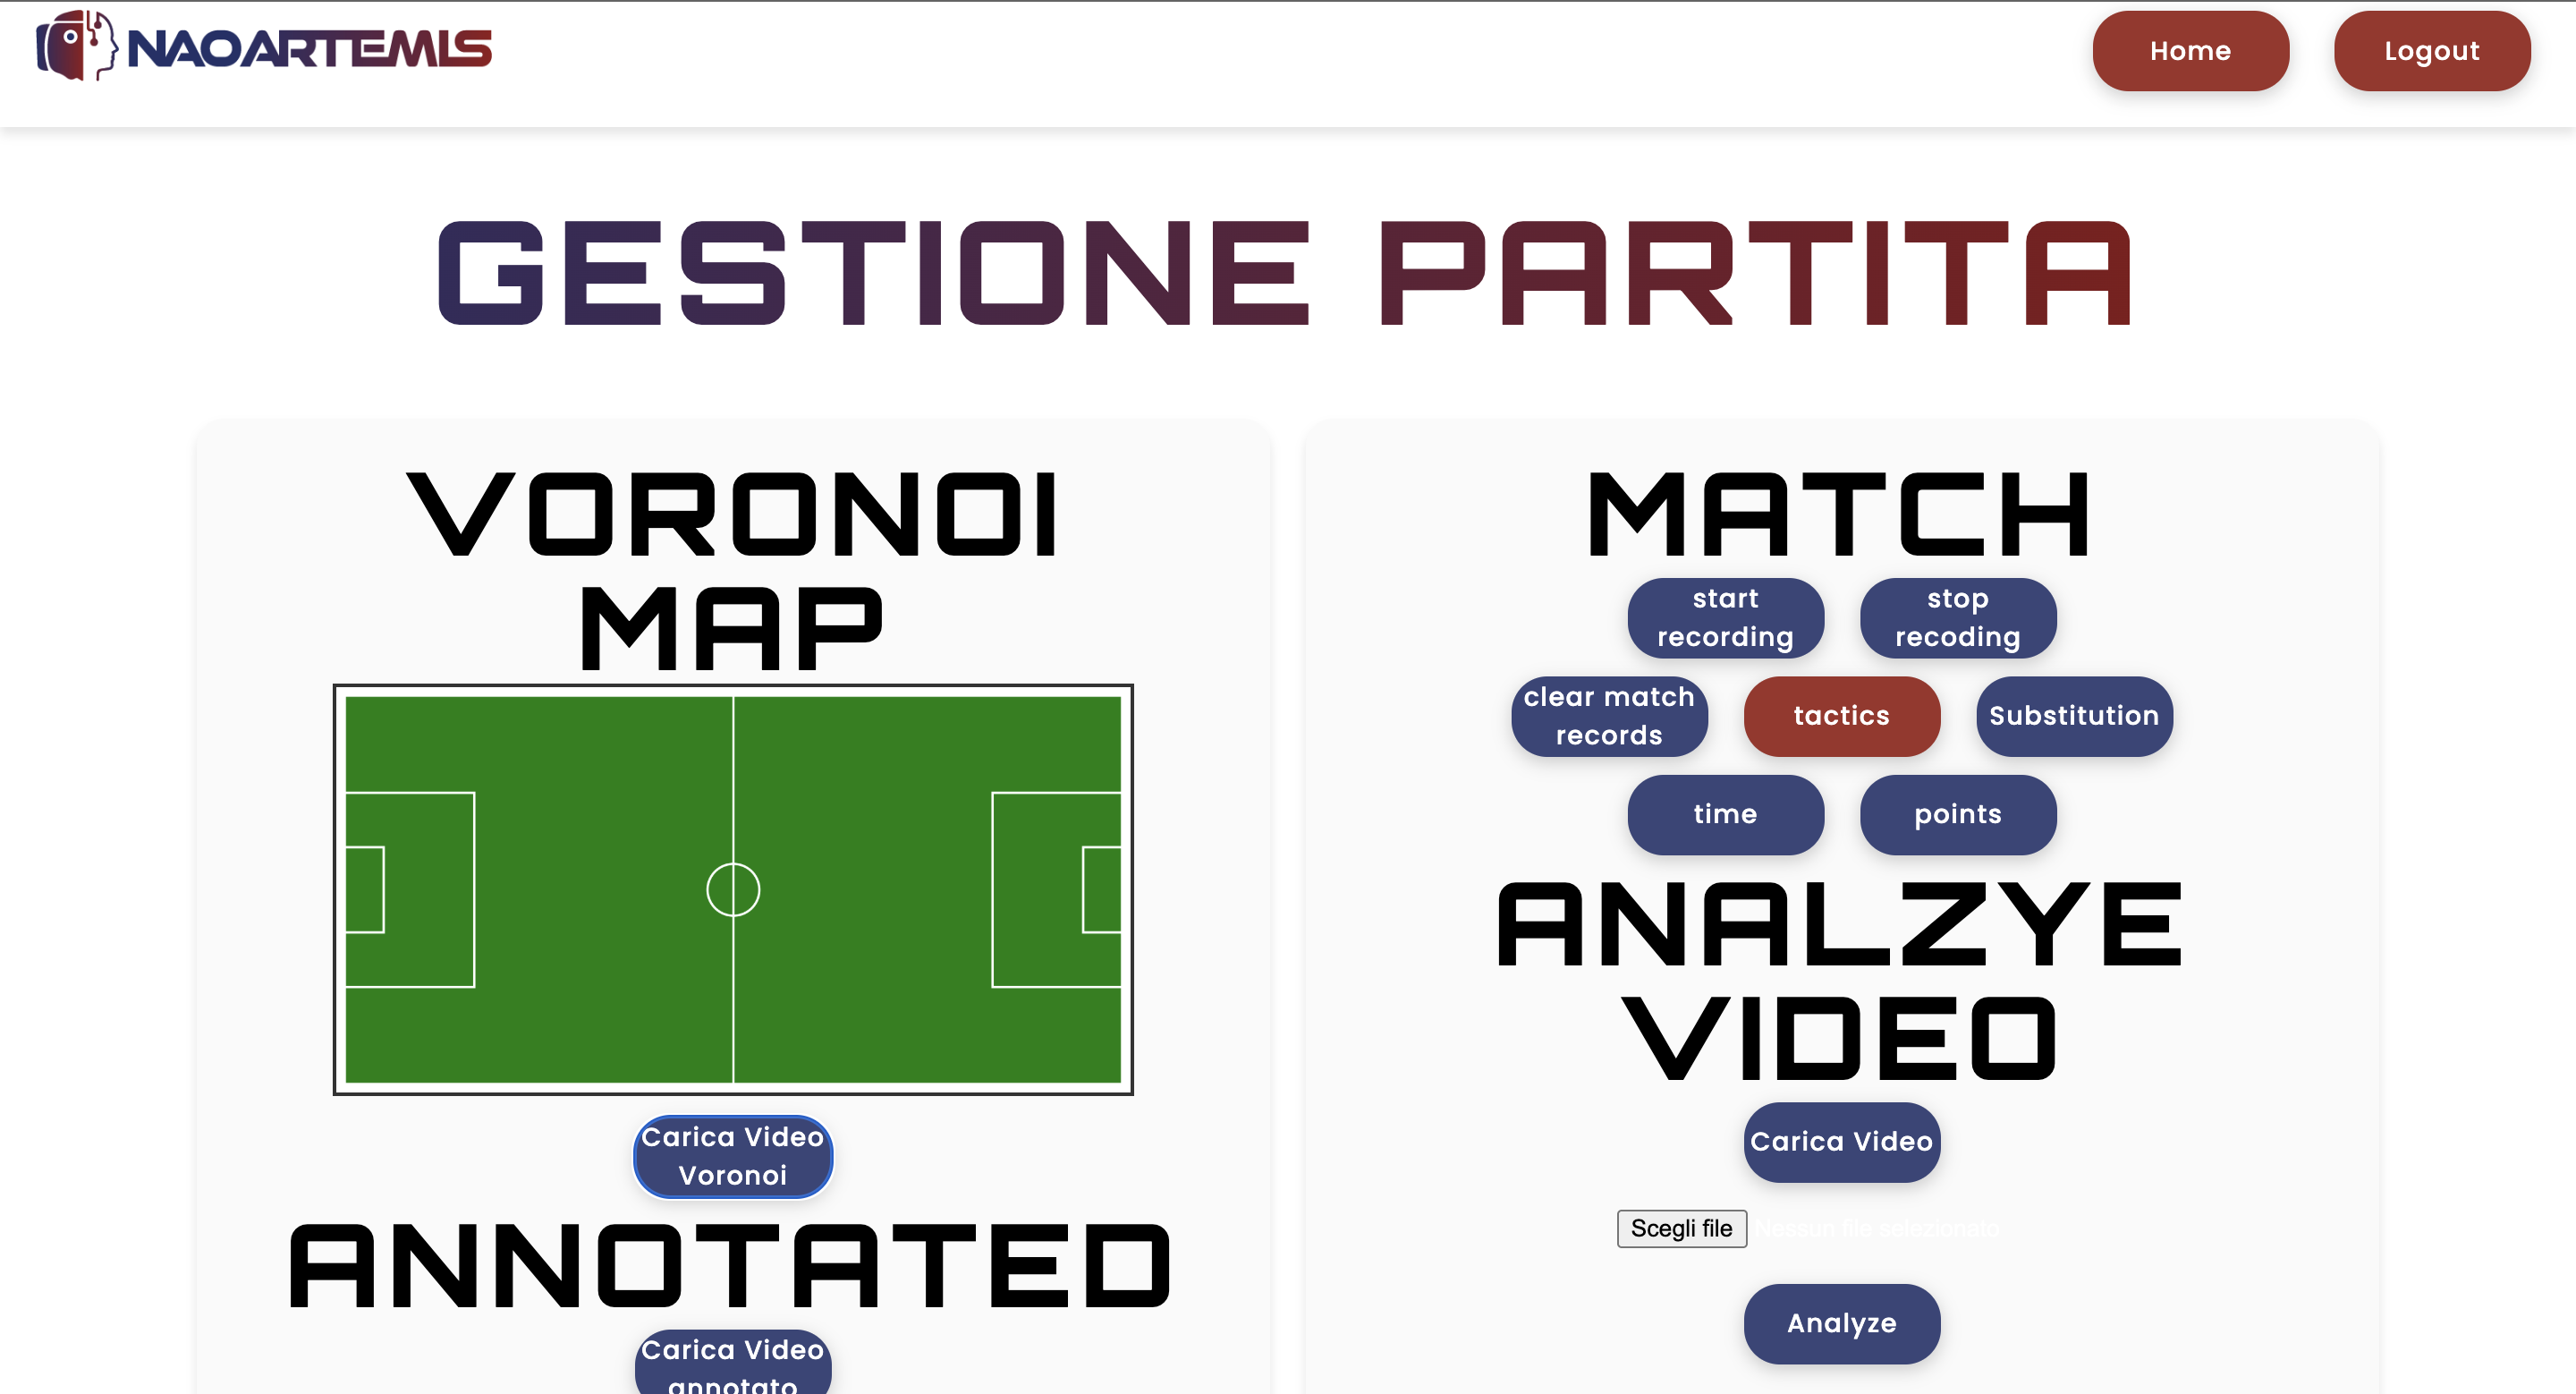 NAOARTEMIS
Home
Logout
GESTIONE PARTITA
VORONOI
MAP
Carica Video
Voronoi
ANNOTATED
Carica Video
annotato
MATCH
start
recording
stop
recoding
clear match
records
tactics
Substitution
time
points
ANALZYE
VIDEO
Carica Video
Scegli file Nessun file selezionato
Analyze